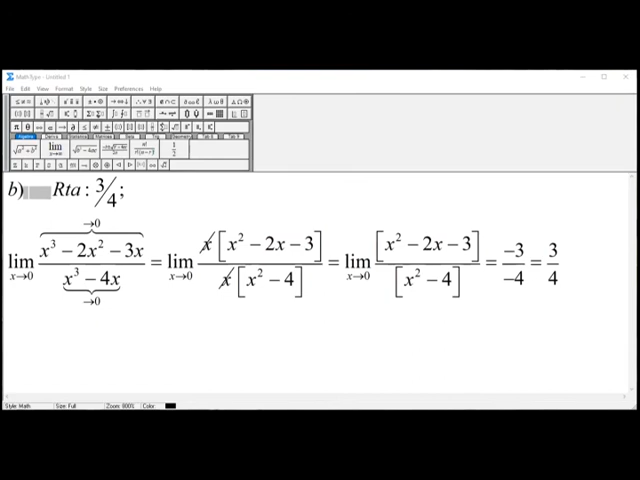 MathType - Untitled 1
File Edit View Format Style Size Preferences Help
b) Rta : 3/4;
lim x→0 (x³ − 2x² − 3x →0)/(x³ − 4x →0) = lim x→0 x[x² − 2x − 3]/x[x² − 4] = lim x→0 [x² − 2x − 3]/[x² − 4] = −3/−4 = 3/4
Style: Math Size: Full Zoom: 800% Color: